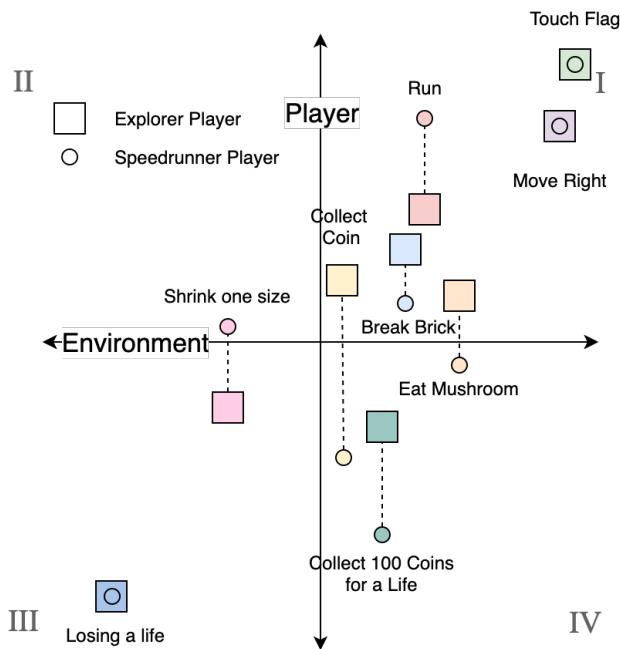 Touch Flag
II
I
Run
Player
Explorer Player
Speedrunner Player
Move Right
Collect
Coin
Shrink one size
Break Brick
Environment
Eat Mushroom
Collect 100 Coins
for a Life
III
IV
Losing a life